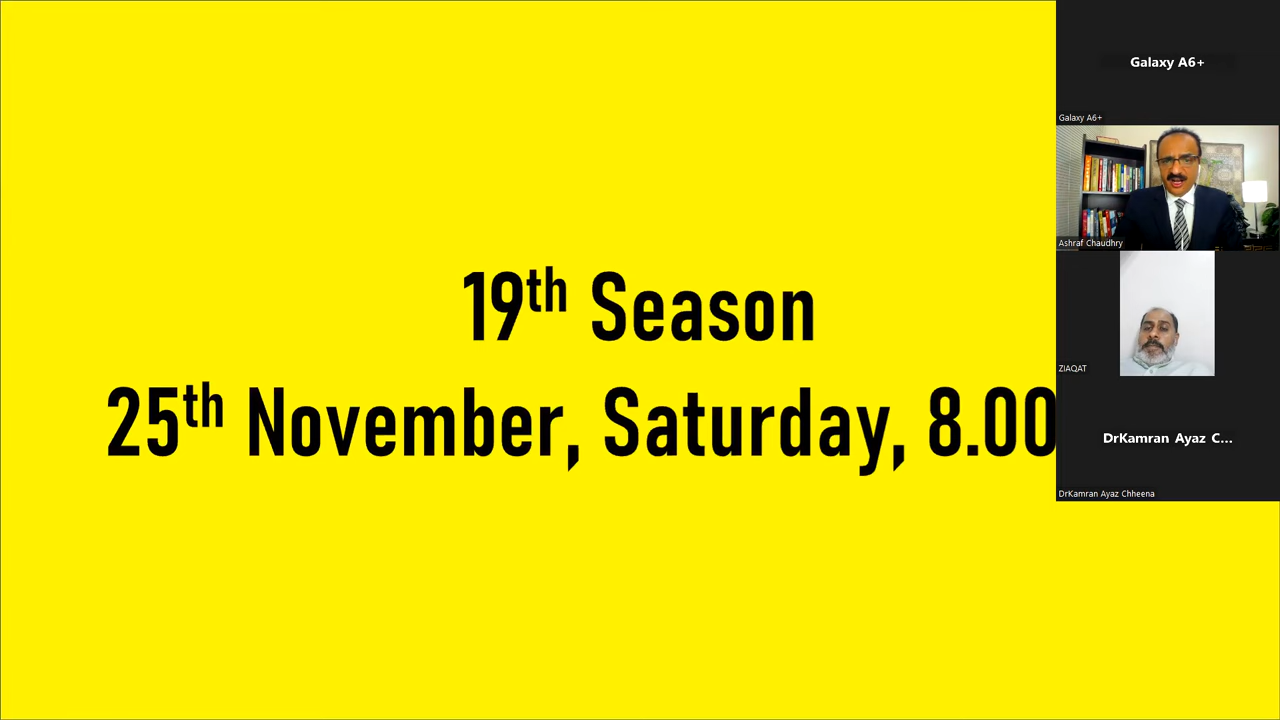 19th Season
25th November, Saturday, 8.00
Galaxy A6+
Galaxy A6+
Ashraf Chaudhry
ZIAQAT
DrKamran Ayaz C...
DrKamran Ayaz Chheena